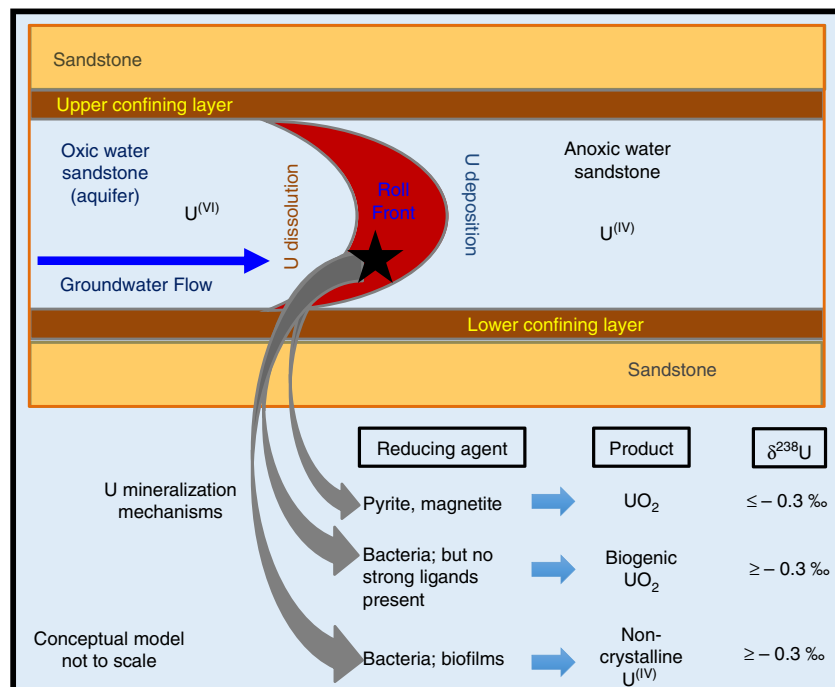 Sandstone
Upper confining layer
Oxic water
sandstone
(aquifer)
U(VI)
Groundwater Flow
U dissolution
Roll
Front
U deposition
Anoxic water
sandstone
U(IV)
Lower confining layer
Sandstone
Reducing agent
Product
δ238U
U mineralization
mechanisms
Pyrite, magnetite
UO2
≤ – 0.3 ‰
Bacteria; but no
strong ligands
present
Biogenic
UO2
≥ – 0.3 ‰
Conceptual model
not to scale
Bacteria; biofilms
Non-
crystalline
U(IV)
≥ – 0.3 ‰